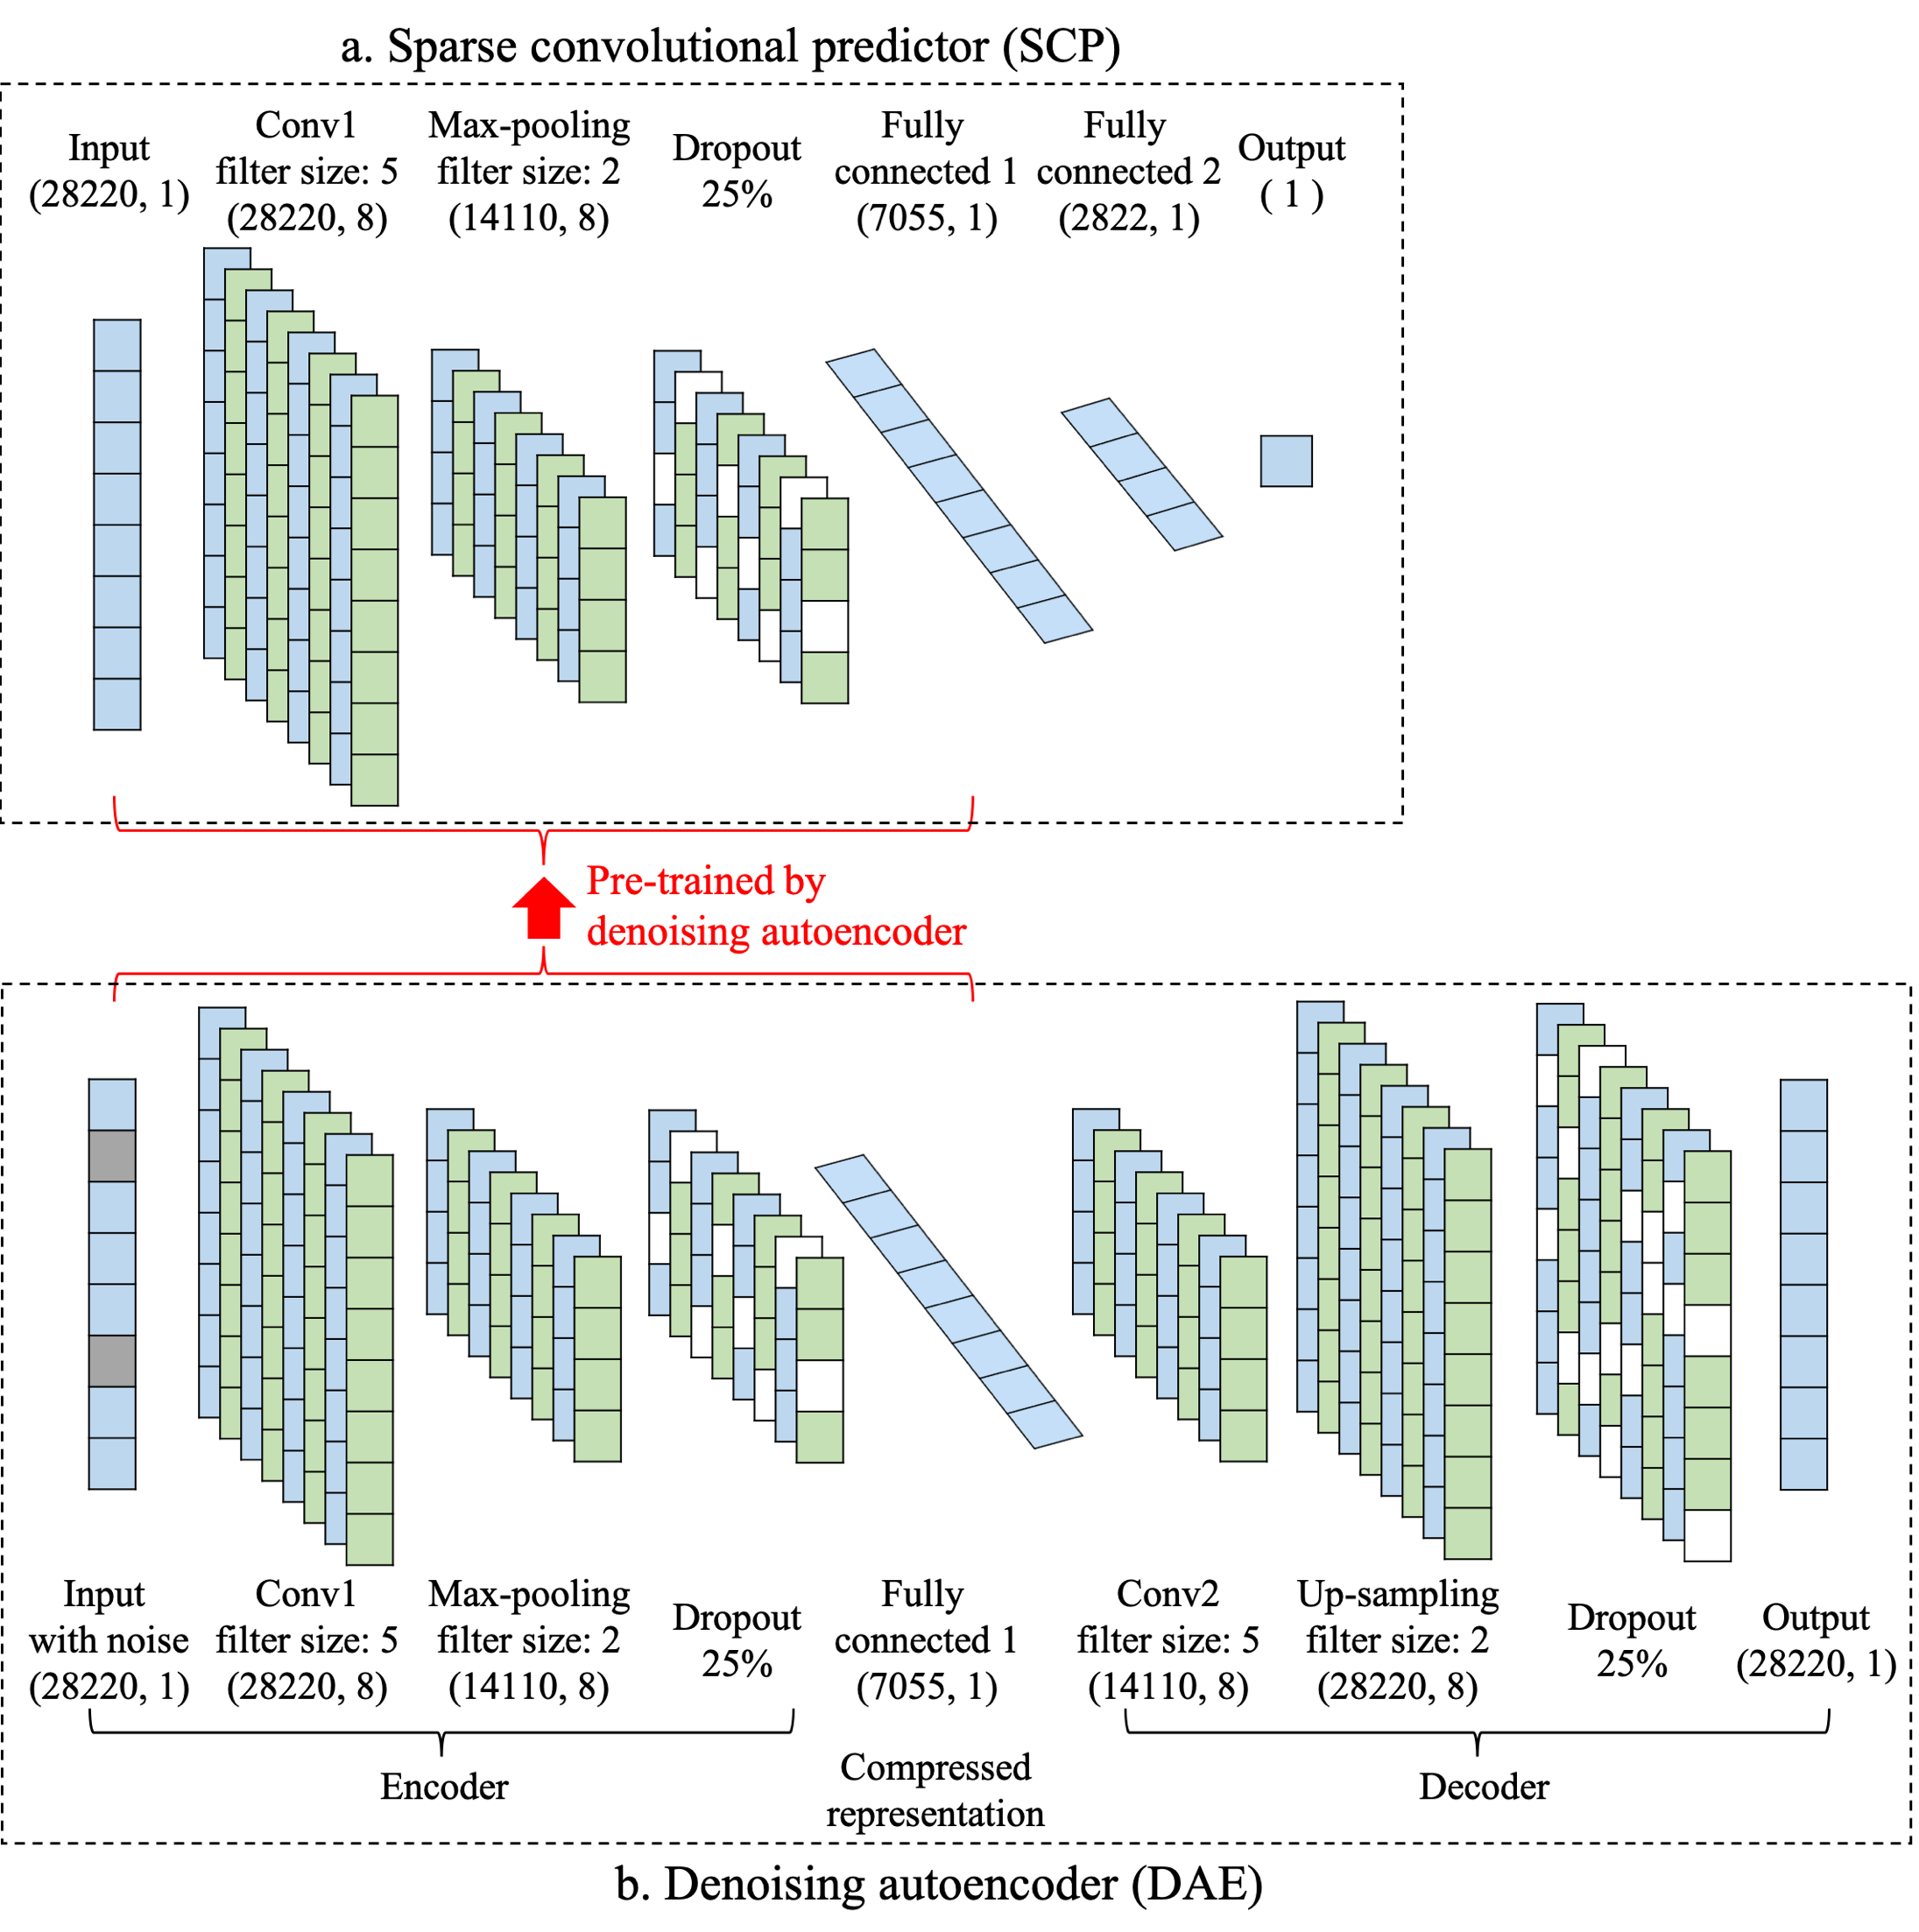 a. Sparse convolutional predictor (SCP)
Input
(28220, 1)
Conv1
filter size: 5
(28220, 8)
Max-pooling
filter size: 2
(14110, 8)
Dropout
25%
Fully
connected 1
(7055, 1)
Fully
connected 2
(2822, 1)
Output
( 1 )
Pre-trained by
denoising autoencoder
Input
with noise
(28220, 1)
Conv1
filter size: 5
(28220, 8)
Max-pooling
filter size: 2
(14110, 8)
Dropout
25%
Fully
connected 1
(7055, 1)
Conv2
filter size: 5
(14110, 8)
Up-sampling
filter size: 2
(28220, 8)
Dropout
25%
Output
(28220, 1)
Encoder
Compressed
representation
Decoder
b. Denoising autoencoder (DAE)